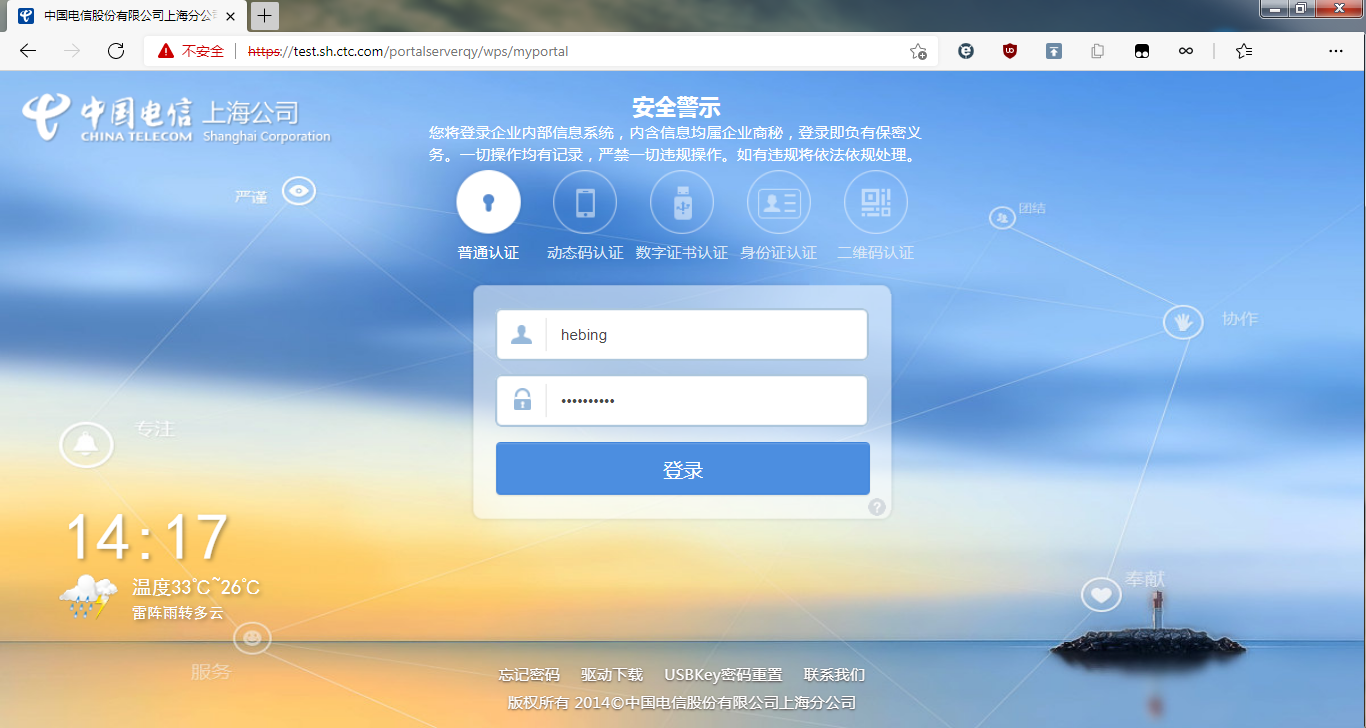 中国电信股份有限公司上海分公
不安全
https://test.sh.ctc.com/portalserverqy/wps/myportal
中国电信 上海公司
CHINA TELECOM Shanghai Corporation
安全警示
您将登录企业内部信息系统，内含信息均属企业商秘，登录即负有保密义
务。一切操作均有记录，严禁一切违规操作。如有违规将依法依规处理。
严谨
团结
普通认证 动态码认证 数字证书认证 身份证认证 二维码认证
协作
hebing
••••••••••
专注
登录
?
14:17
温度33℃~26℃
雷阵雨转多云
奉献
服务
忘记密码 驱动下载 USBKey密码重置 联系我们
版权所有 2014©中国电信股份有限公司上海分公司